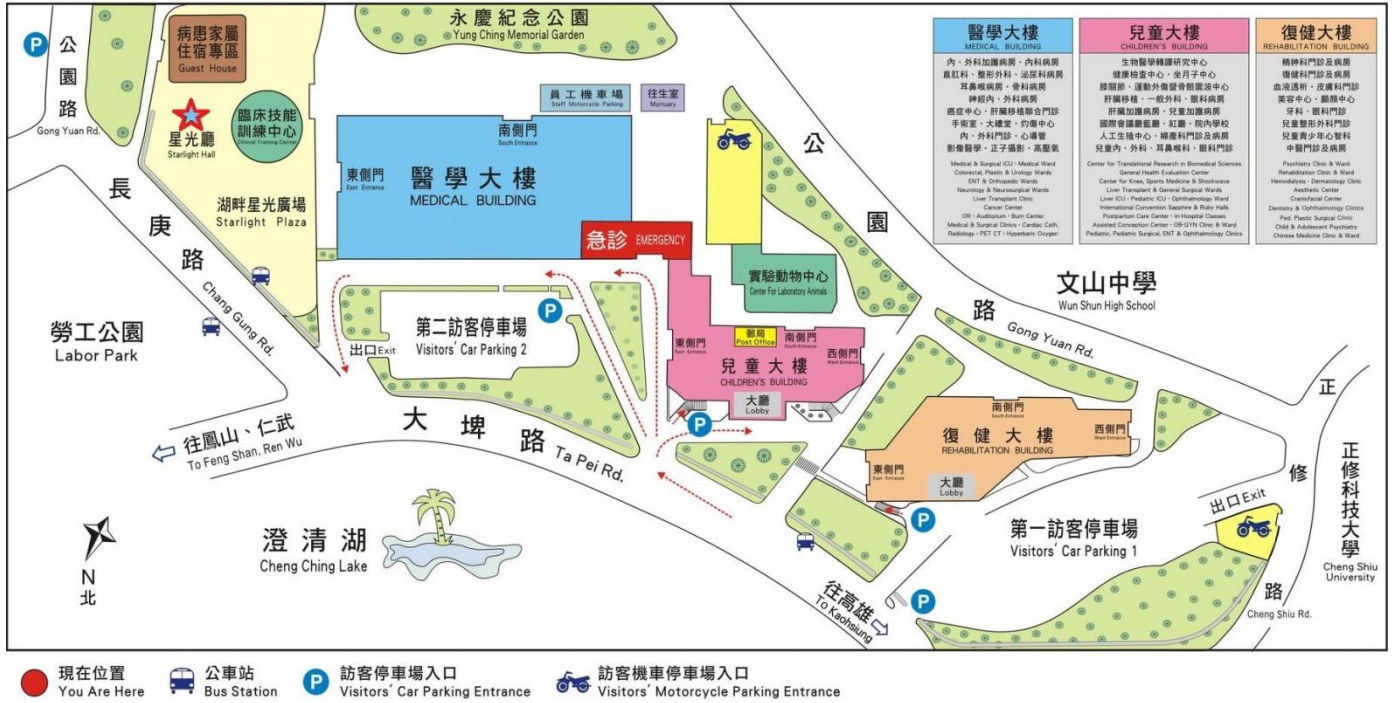 公園路
Gong Yuan Rd.
病患家屬
住宿專區
Guest House
星光廳
Starlight Hall
臨床技能
訓練中心
Clinical Training Center
湖畔星光廣場
Starlight Plaza
永慶紀念公園
Yung Ching Memorial Garden
員工機車場
Staff Motorcycle Parking
往生室
Mortuary
南側門
South Entrance
東側門
East Entrance
醫學大樓
MEDICAL BUILDING
急診 EMERGENCY
實驗動物中心
Center For Laboratory Animals
郵局
Post Office
東側門
East Entrance
南側門
South Entrance
西側門
West Entrance
兒童大樓
CHILDREN'S BUILDING
大廳
Lobby
長庚路
Chang Gung Rd.
勞工公園
Labor Park
P
第二訪客停車場
Visitors' Car Parking 2
出口Exit
P
大埤路
Ta Pei Rd.
往鳳山、仁武
To Feng Shan, Ren Wu
N
北
澄清湖
Cheng Ching Lake
P
公園路
Gong Yuan Rd.
文山中學
Wun Shun High School
南側門
South Entrance
西側門
West Entrance
東側門
East Entrance
復健大樓
REHABILITATION BUILDING
大廳
Lobby
P
第一訪客停車場
Visitors' Car Parking 1
出口Exit
往高雄
To Kaohsiung
P
正修路
Cheng Shiu Rd.
正修科技大學
Cheng Shiu
University
醫學大樓
MEDICAL BUILDING
內、外科加護病房・內科病房
直肛科、整形外科、泌尿科病房
耳鼻喉病房・骨科病房
神經內、外科病房
癌症中心・肝臟移植聯合門診
手術室・大禮堂・灼傷中心
內、外科門診・心導管
影像醫學・正子攝影・高壓氧
Medical & Surgical ICU・Medical Ward
Colorectal, Plastic & Urology Wards
ENT & Orthopedic Wards
Neurology & Neurosurgical Wards
Liver Transplant Clinic
Cancer Center
OR・Auditorium・Burn Center
Medical & Surgical Clinics・Cardiac Cath.
Radiology・PET CT・Hyperbaric Oxygen
兒童大樓
CHILDREN'S BUILDING
生物醫學轉譯研究中心
健康檢查中心・坐月子中心
膝關節、運動外傷暨骨骼震波中心
肝臟移植、一般外科、眼科病房
肝臟加護病房・兒童加護病房
國際會議廳藍廳、紅廳・院內學校
人工生殖中心・婦產科門診及病房
兒童內、外科、耳鼻喉科、眼科門診
Center for Translational Research in Biomedical Sciences
General Health Evaluation Center
Center for Knee, Sports Medicine & Shockwave
Liver Transplant & General Surgical Wards
Liver ICU・Pediatric ICU・Ophthalmology Ward
International Convention Sapphire & Ruby Halls
Postpartum Care Center・In-Hospital Classes
Assisted Conception Center・OB-GYN Clinic & Ward
Pediatric, Pediatric Surgical, ENT & Ophthalmology Clinics
復健大樓
REHABILITATION BUILDING
精神科門診及病房
復健科門診及病房
血液透析・皮膚科門診
美容中心・顱顏中心
牙科・眼科門診
兒童整形外科門診
兒童青少年心智科
中醫門診及病房
Psychiatry Clinic & Ward
Rehabilitation Clinic & Ward
Hemodialysis・Dermatology Clinic
Aesthetic Center
Craniofacial Center
Dentistry & Ophthalmology Clinics
Ped. Plastic Surgical Clinic
Child & Adolescent Psychiatry
Chinese Medicine Clinic & Ward
現在位置
You Are Here
公車站
Bus Station
P
訪客停車場入口
Visitors' Car Parking Entrance
訪客機車停車場入口
Visitors' Motorcycle Parking Entrance